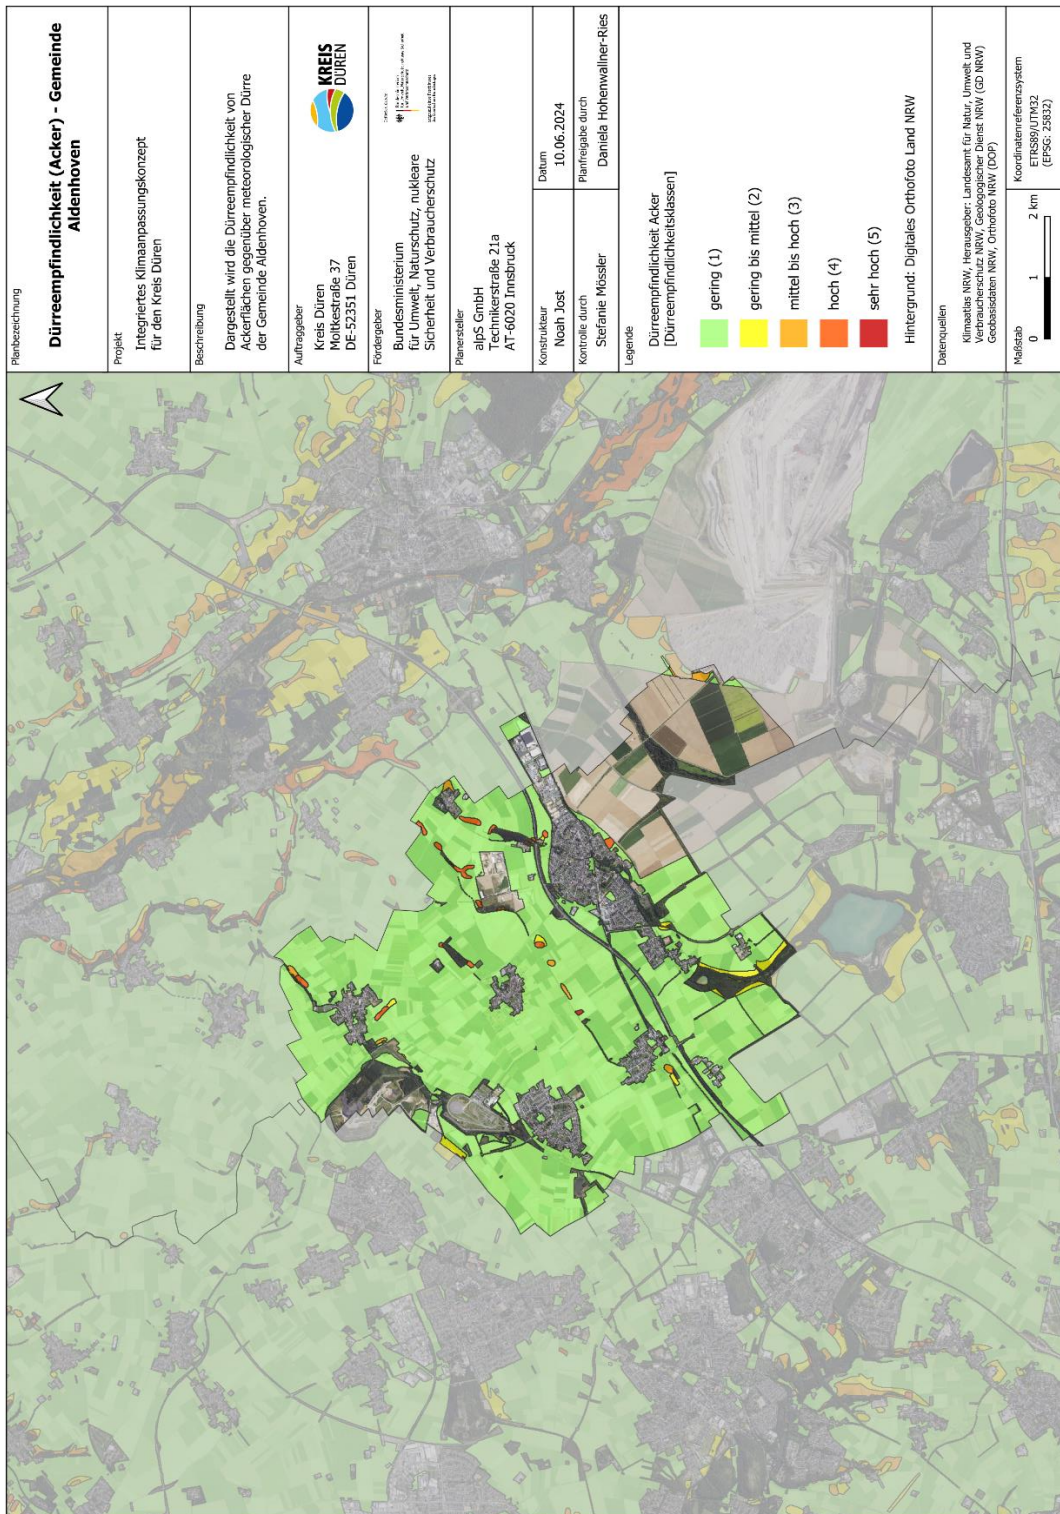 Planbezeichnung
Dürreempfindlichkeit (Acker) - Gemeinde
Aldenhoven
Projekt
Integriertes Klimaanpassungskonzept
für den Kreis Düren
Beschreibung
Dargestellt wird die Dürreempfindlichkeit von
Ackerflächen gegenüber meteorologischer Dürre
der Gemeinde Aldenhoven.
Auftraggeber
Kreis Düren
Moltkestraße 37
DE-52351 Düren
KREIS
DÜREN
Fördergeber
Bundesministerium
für Umwelt, Naturschutz, nukleare
Sicherheit und Verbraucherschutz
Planersteller
alpS GmbH
Technikerstraße 21a
AT-6020 Innsbruck
Konstrukteur
Noah Jost
Datum
10.06.2024
Kontrolle durch
Stefanie Mössler
Planfreigabe durch
Daniela Hohenwallner-Ries
Legende
Dürreempfindlichkeit Acker
[Dürreempfindlichkeitsklassen]
gering (1)
gering bis mittel (2)
mittel bis hoch (3)
hoch (4)
sehr hoch (5)
Hintergrund: Digitales Orthofoto Land NRW
Datenquellen
Klimaatlas NRW, Herausgeber: Landesamt für Natur, Umwelt und
Verbraucherschutz NRW, Geologogischer Dienst NRW (GD NRW)
Geobasisdaten NRW, Orthofoto NRW (DOP)
Maßstab
0 1 2 km
Koordinatenreferenzsystem
ETRS89/UTM32
(EPSG: 25832)